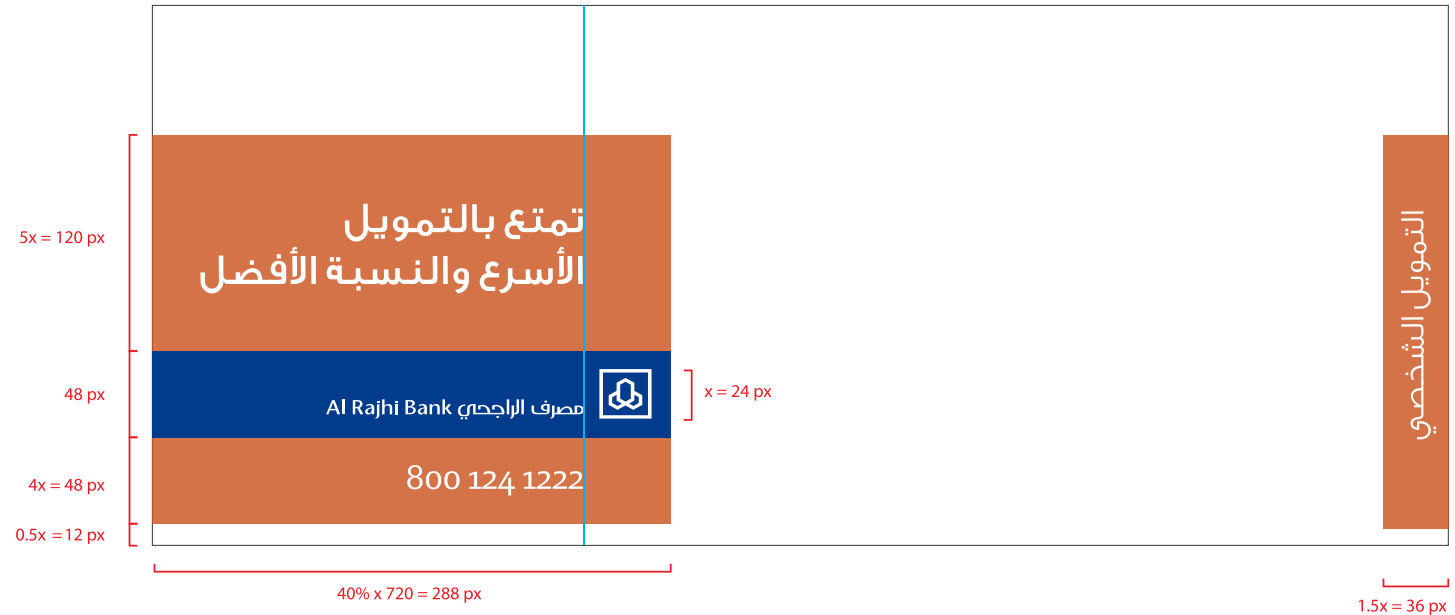 تمتع بالتمويل
الأسرع والنسبة الأفضل
مصرف الراجحي Al Rajhi Bank
800 124 1222
التمويل الشخصي
5x = 120 px
48 px
4x = 48 px
0.5x = 12 px
x = 24 px
40% x 720 = 288 px
1.5x = 36 px